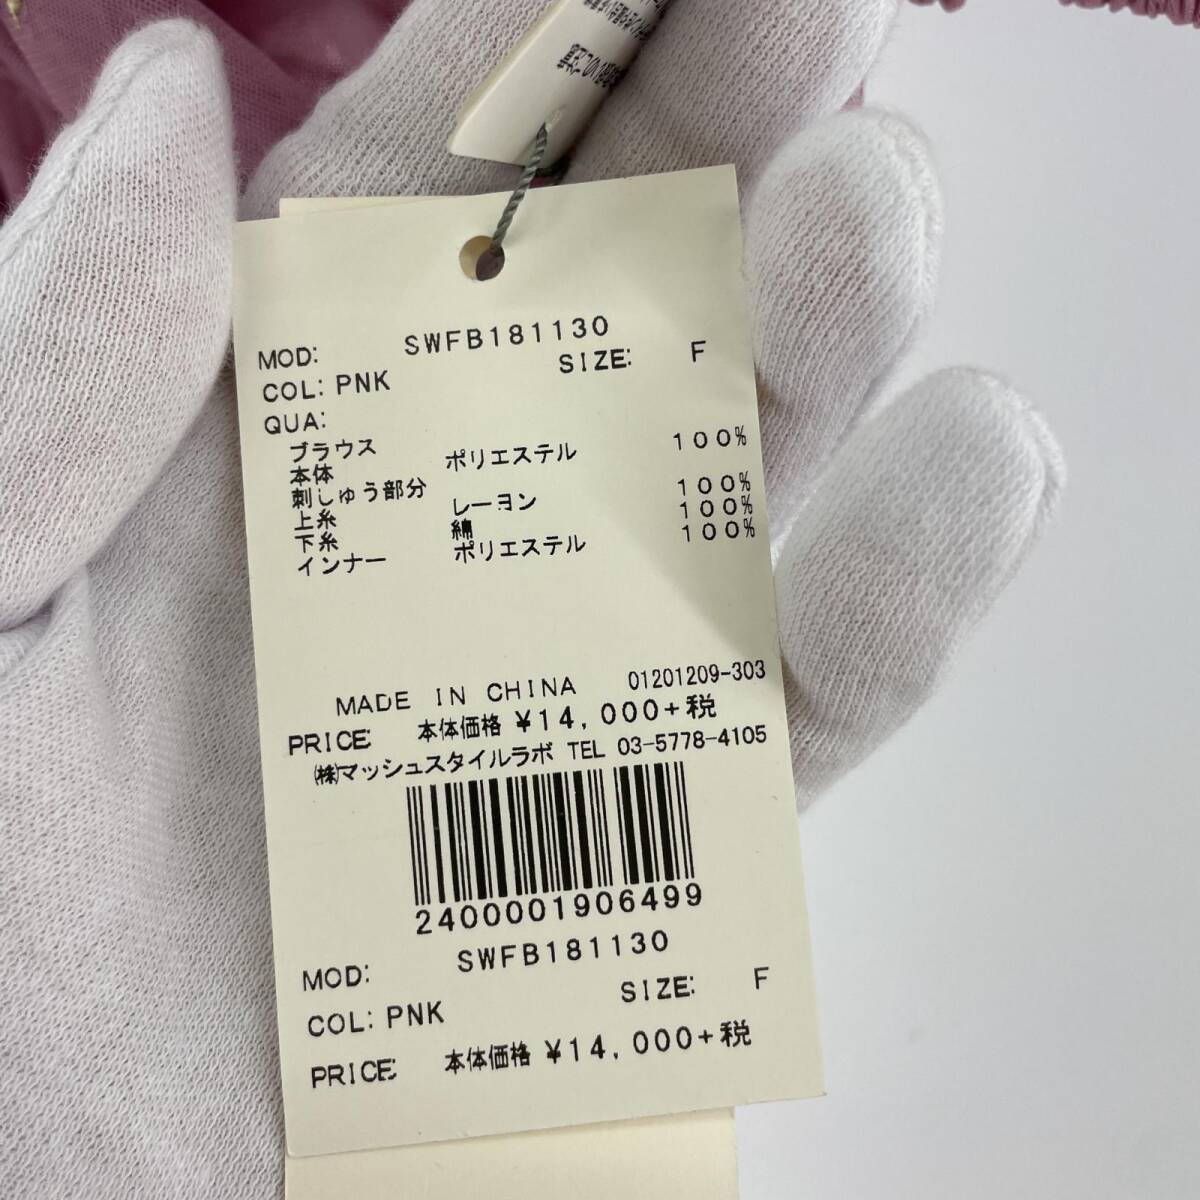 MOD: SWFB181130
COL: PNK SIZE: F
QUA:
ブラウス
本体 ポリエステル 100%
刺しゅう部分
上糸 レーヨン 100%
下糸 綿 100%
インナー ポリエステル 100%
MADE IN CHINA 01201209-303
PRICE: 本体価格 ¥14,000+税
㈱マッシュスタイルラボ TEL 03-5778-4105
2400001906499
MOD: SWFB181130
COL: PNK SIZE: F
PRICE: 本体価格 ¥14,000+税